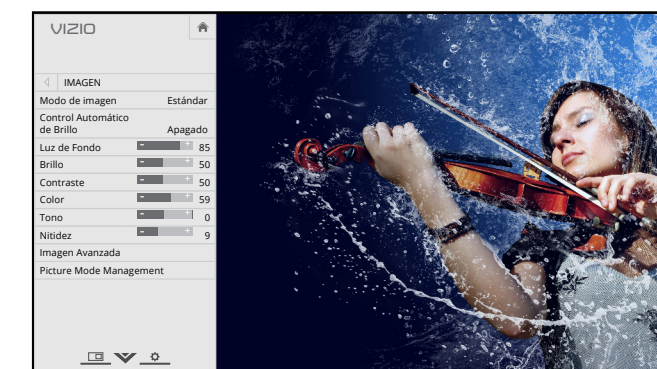 VIZIO
IMAGEN
Modo de imagen Estándar
Control Automático
de Brillo Apagado
Luz de Fondo - + 85
Brillo - + 50
Contraste - + 50
Color - + 59
Tono - + 0
Nitidez - + 9
Imagen Avanzada
Picture Mode Management